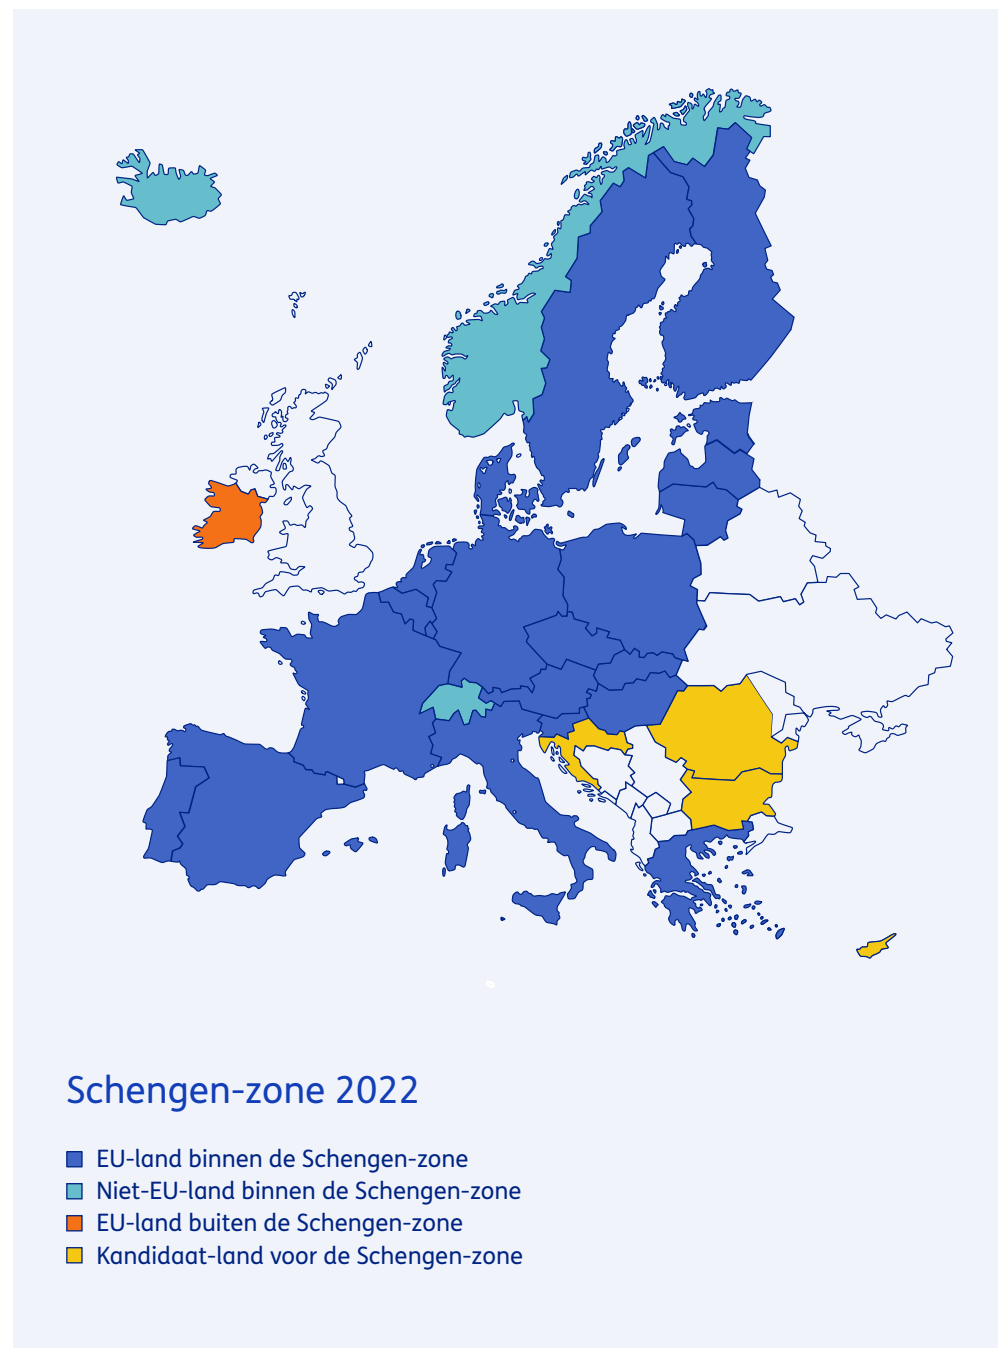 Schengen-zone 2022
EU-land binnen de Schengen-zone
Niet-EU-land binnen de Schengen-zone
EU-land buiten de Schengen-zone
Kandidaat-land voor de Schengen-zone